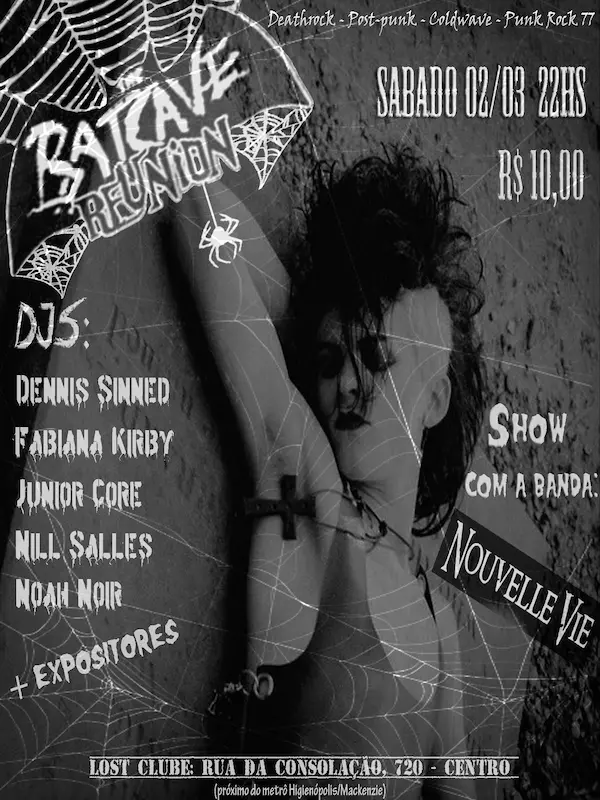 Deathrock - Post-punk - Coldwave - Punk Rock 77
THE
BATCAVE
REUNION
SABADO 02/03 22HS
R$ 10,00
DJS:
DENNIS SINNED
FABIANA KIRBY
JUNIOR CORE
NILL SALLES
NOAH NOIR
+ EXPOSITORES
SHOW
COM A BANDA:
NOUVELLE VIE
LOST CLUBE: RUA DA CONSOLAÇÃO, 720 - CENTRO
(próximo do metrô Higienópolis/Mackenzie)